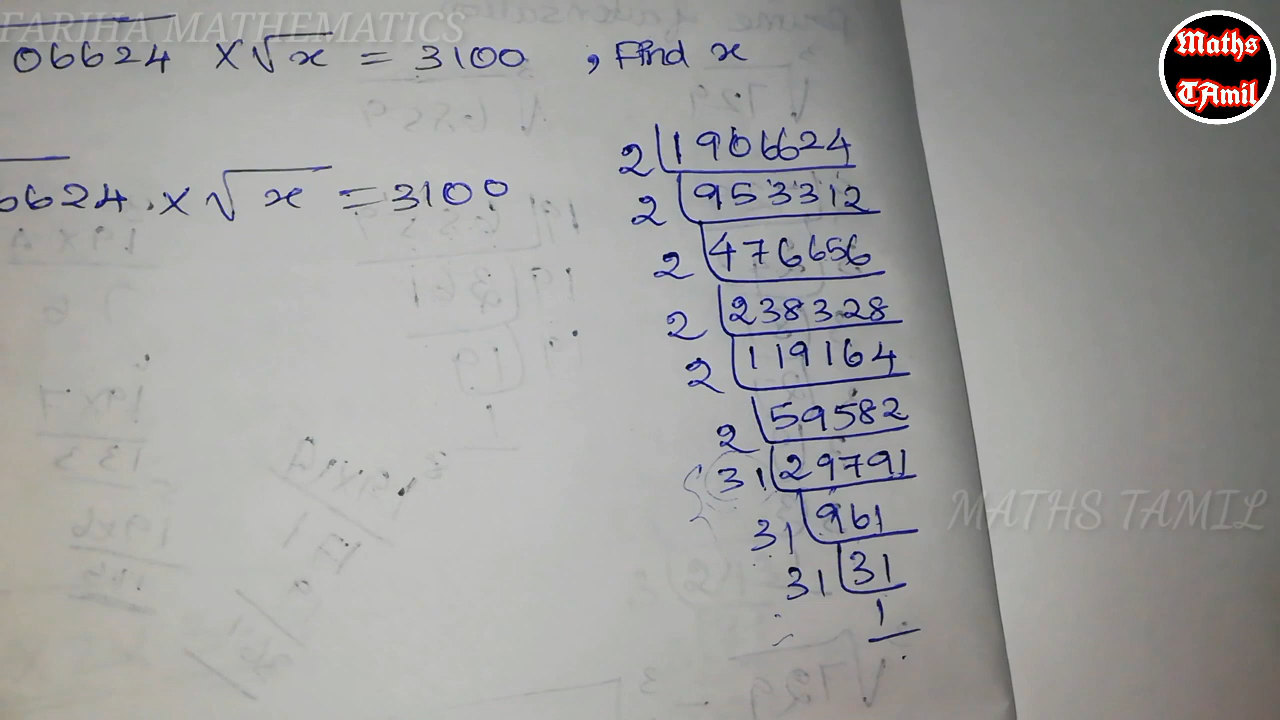 FARIHA MATHEMATICS
Maths
TAmil
06624 × √x = 3100 , Find x
6624 . × √x = 3100
2 | 1906624
2 | 953312
2 | 476656
2 | 238328
2 | 119164
2 | 59582
31 | 29791
31 | 961
31 | 31
1
MATHS TAMIL